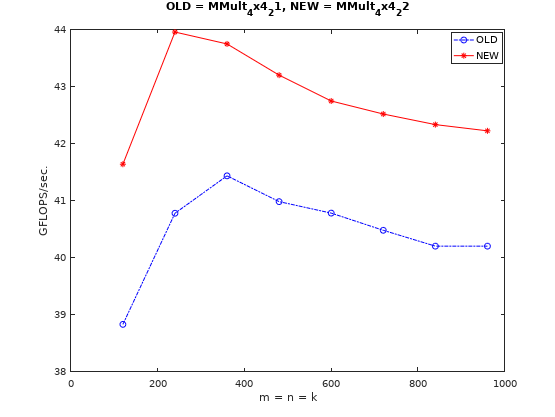 OLD = MMult_4x4_21, NEW = MMult_4x4_22
44
43
42
41
40
39
38
GFLOPS/sec.
OLD
NEW
0
200
400
600
800
1000
m = n = k